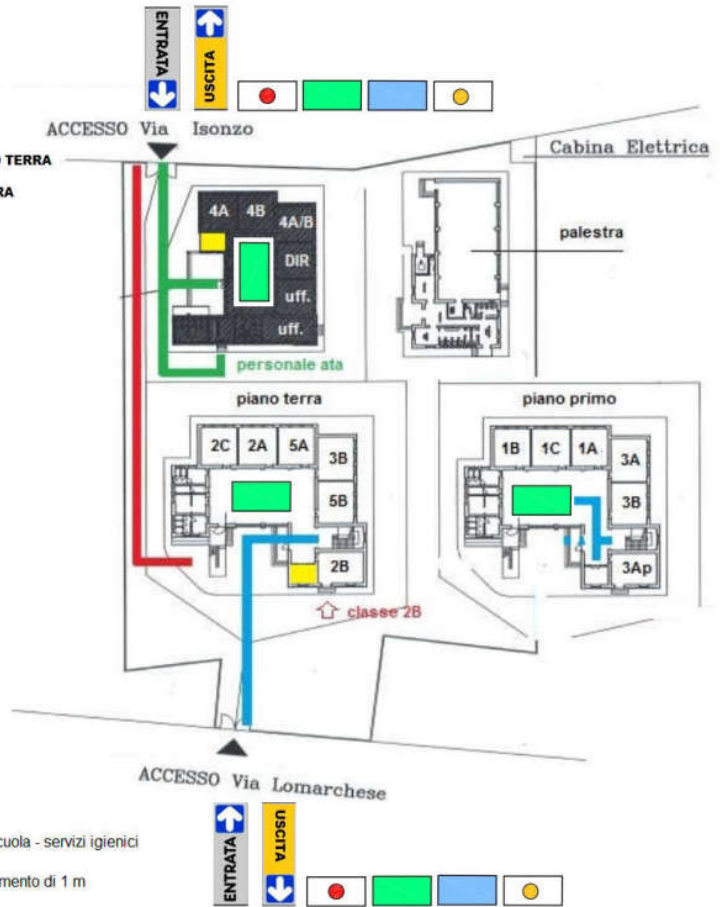 ENTRATA
USCITA
ACCESSO Via Isonzo
TERRA
RA
Cabina Elettrica
4A 4B 4A/B
DIR
uff.
uff.
palestra
personale ata
piano terra
piano primo
2C 2A 5A 3B
5B
2B
1B 1C 1A 3A
3B
3Ap
classe 2B
ACCESSO Via Lomarchese
ENTRATA
USCITA
cuola - servizi igienici
mento di 1 m